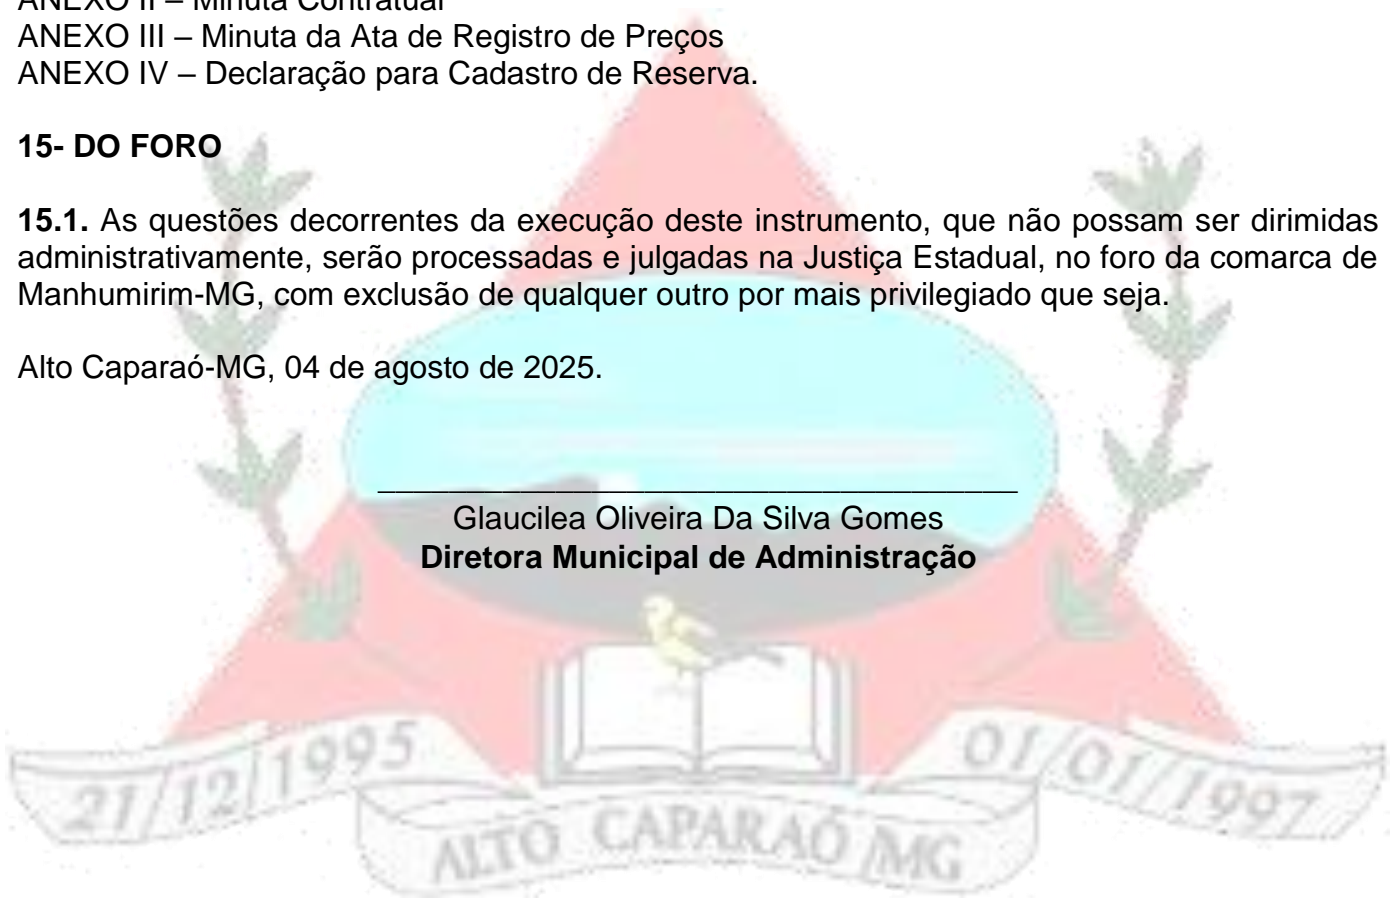 ANEXO II – Minuta Contratual
ANEXO III – Minuta da Ata de Registro de Preços
ANEXO IV – Declaração para Cadastro de Reserva.
15- DO FORO
15.1. As questões decorrentes da execução deste instrumento, que não possam ser dirimidas
administrativamente, serão processadas e julgadas na Justiça Estadual, no foro da comarca de
Manhumirim-MG, com exclusão de qualquer outro por mais privilegiado que seja.
Alto Caparaó-MG, 04 de agosto de 2025.
Glaucilea Oliveira Da Silva Gomes
Diretora Municipal de Administração
21/12/1995
01/01/1997
ALTO CAPARAÓ MG